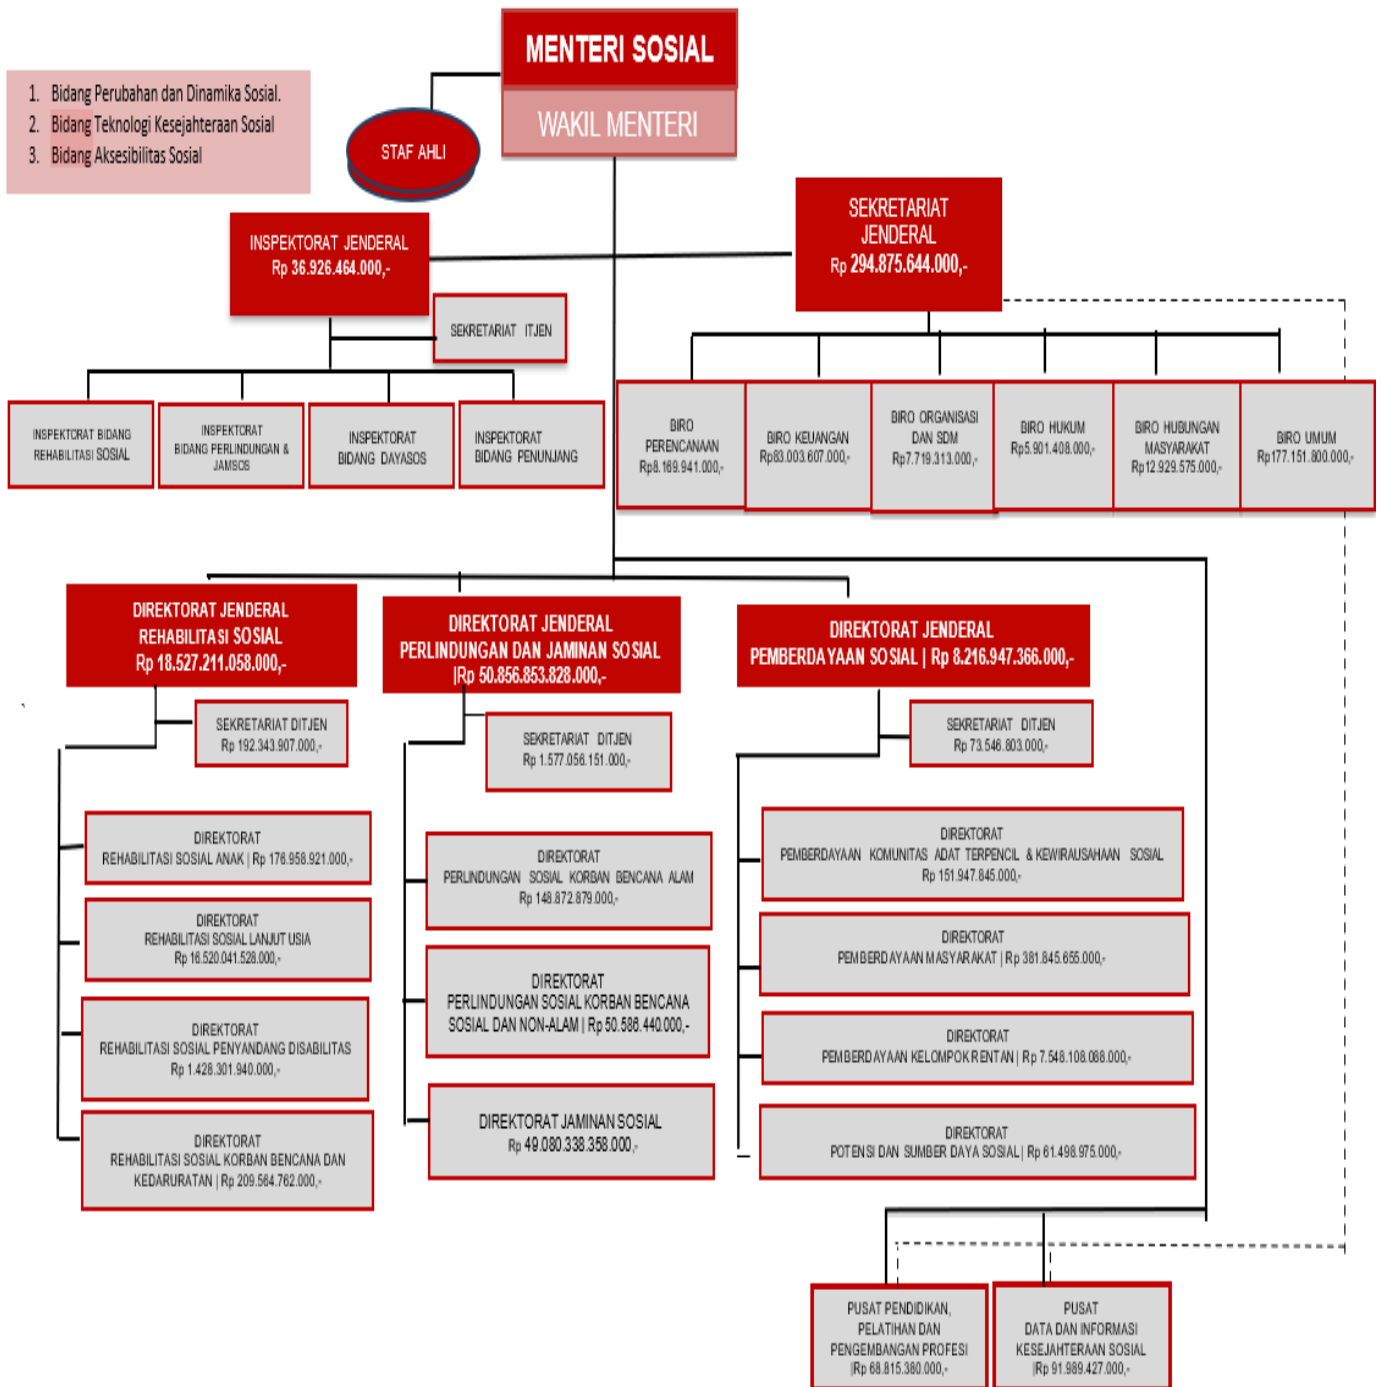 MENTERI SOSIAL
WAKIL MENTERI
1. Bidang Perubahan dan Dinamika Sosial.
2. Bidang Teknologi Kesejahteraan Sosial
3. Bidang Aksesibilitas Sosial
STAF AHLI
INSPEKTORAT JENDERAL
Rp 36.926.464.000,-
SEKRETARIAT
JENDERAL
Rp 294.875.644.000,-
SEKRETARIAT ITJEN
INSPEKTORAT BIDANG
REHABILITASI SOSIAL
INSPEKTORAT
BIDANG PERLINDUNGAN &
JAMSOS
INSPEKTORAT
BIDANG DAYASOS
INSPEKTORAT
BIDANG PENUNJANG
BIRO
PERENCANAAN
Rp8.169.941.000,-
BIRO KEUANGAN
Rp83.003.607.000,-
BIRO ORGANISASI
DAN SDM
Rp7.719.313.000,-
BIRO HUKUM
Rp5.901.408.000,-
BIRO HUBUNGAN
MASYARAKAT
Rp12.929.575.000,-
BIRO UMUM
Rp177.151.800.000,-
DIREKTORAT JENDERAL
REHABILITASI SOSIAL
Rp 18.527.211.058.000,-
SEKRETARIAT DITJEN
Rp 192.343.907.000,-
DIREKTORAT
REHABILITASI SOSIAL ANAK | Rp 176.958.921.000,-
DIREKTORAT
REHABILITASI SOSIAL LANJUT USIA
Rp 16.520.041.528.000,-
DIREKTORAT
REHABILITASI SOSIAL PENYANDANG DISABILITAS
Rp 1.428.301.940.000,-
DIREKTORAT
REHABILITASI SOSIAL KORBAN BENCANA DAN
KEDARURATAN | Rp 209.564.762.000,-
DIREKTORAT JENDERAL
PERLINDUNGAN DAN JAMINAN SOSIAL
|Rp 50.856.853.828.000,-
SEKRETARIAT DITJEN
Rp 1.577.056.151.000,-
DIREKTORAT
PERLINDUNGAN SOSIAL KORBAN BENCANA ALAM
Rp 148.872.879.000,-
DIREKTORAT
PERLINDUNGAN SOSIAL KORBAN BENCANA
SOSIAL DAN NON-ALAM | Rp 50.586.440.000,-
DIREKTORAT JAMINAN SOSIAL
Rp 49.080.338.358.000,-
DIREKTORAT JENDERAL
PEMBERDAYAAN SOSIAL | Rp 8.216.947.366.000,-
SEKRETARIAT DITJEN
Rp 73.546.803.000,-
DIREKTORAT
PEMBERDAYAAN KOMUNITAS ADAT TERPENCIL & KEWIRAUSAHAAN SOSIAL
Rp 151.947.845.000,-
DIREKTORAT
PEMBERDAYAAN MASYARAKAT | Rp 381.845.655.000,-
DIREKTORAT
PEMBERDAYAAN KELOMPOK RENTAN | Rp 7.548.108.088.000,-
DIREKTORAT
POTENSI DAN SUMBER DAYA SOSIAL | Rp 61.498.975.000,-
PUSAT PENDIDIKAN,
PELATIHAN DAN
PENGEMBANGAN PROFESI
|Rp 68.815.380.000,-
PUSAT
DATA DAN INFORMASI
KESEJAHTERAAN SOSIAL
|Rp 91.989.427.000,-